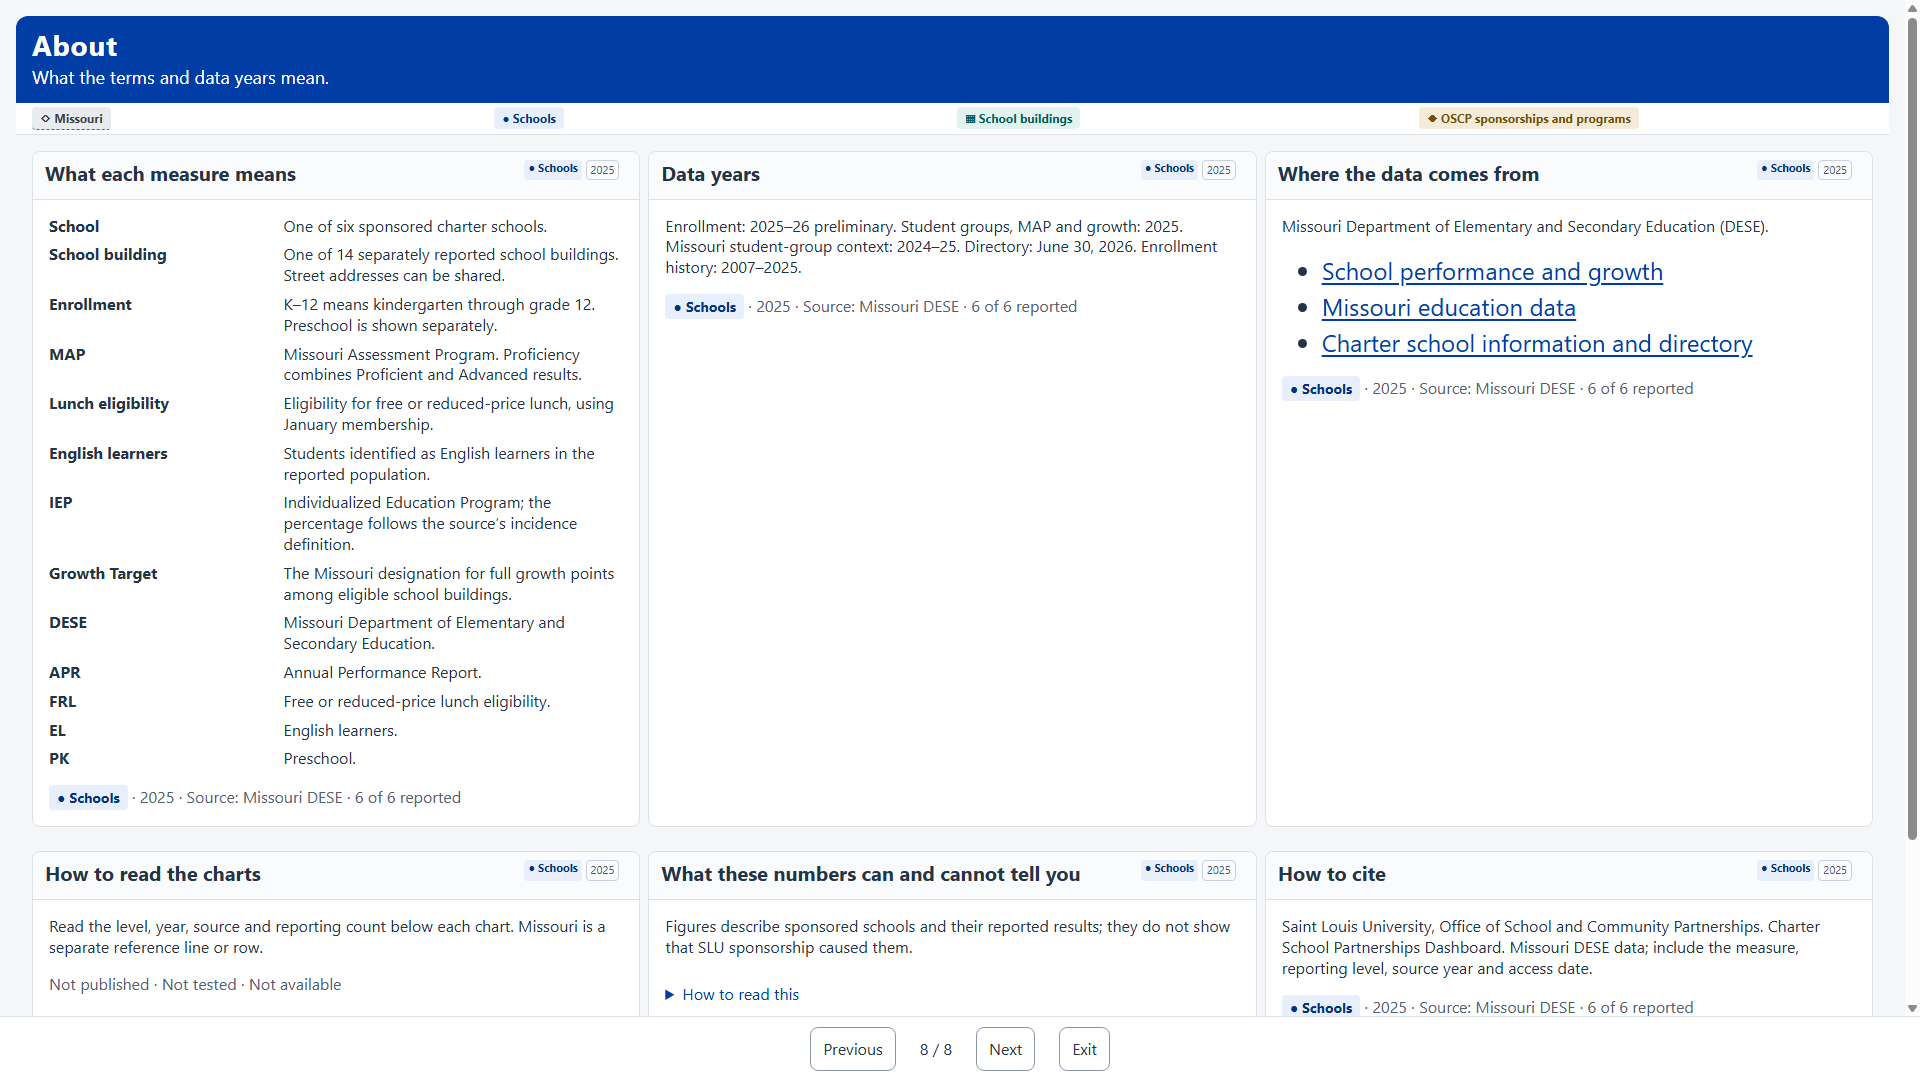 About
What the terms and data years mean.
Missouri
Schools
School buildings
OSCP sponsorships and programs
What each measure means
Schools 2025
School
One of six sponsored charter schools.
School building
One of 14 separately reported school buildings.
Street addresses can be shared.
Enrollment
K–12 means kindergarten through grade 12.
Preschool is shown separately.
MAP
Missouri Assessment Program. Proficiency
combines Proficient and Advanced results.
Lunch eligibility
Eligibility for free or reduced-price lunch, using
January membership.
English learners
Students identified as English learners in the
reported population.
IEP
Individualized Education Program; the
percentage follows the source's incidence
definition.
Growth Target
The Missouri designation for full growth points
among eligible school buildings.
DESE
Missouri Department of Elementary and
Secondary Education.
APR
Annual Performance Report.
FRL
Free or reduced-price lunch eligibility.
EL
English learners.
PK
Preschool.
Schools · 2025 · Source: Missouri DESE · 6 of 6 reported
Data years
Schools 2025
Enrollment: 2025–26 preliminary. Student groups, MAP and growth: 2025.
Missouri student-group context: 2024–25. Directory: June 30, 2026. Enrollment
history: 2007–2025.
Schools · 2025 · Source: Missouri DESE · 6 of 6 reported
Where the data comes from
Schools 2025
Missouri Department of Elementary and Secondary Education (DESE).
• School performance and growth
• Missouri education data
• Charter school information and directory
Schools · 2025 · Source: Missouri DESE · 6 of 6 reported
How to read the charts
Schools 2025
Read the level, year, source and reporting count below each chart. Missouri is a
separate reference line or row.
Not published · Not tested · Not available
What these numbers can and cannot tell you
Schools 2025
Figures describe sponsored schools and their reported results; they do not show
that SLU sponsorship caused them.
How to read this
How to cite
Schools 2025
Saint Louis University, Office of School and Community Partnerships. Charter
School Partnerships Dashboard. Missouri DESE data; include the measure,
reporting level, source year and access date.
Schools · 2025 · Source: Missouri DESE · 6 of 6 reported
Previous
8 / 8
Next
Exit